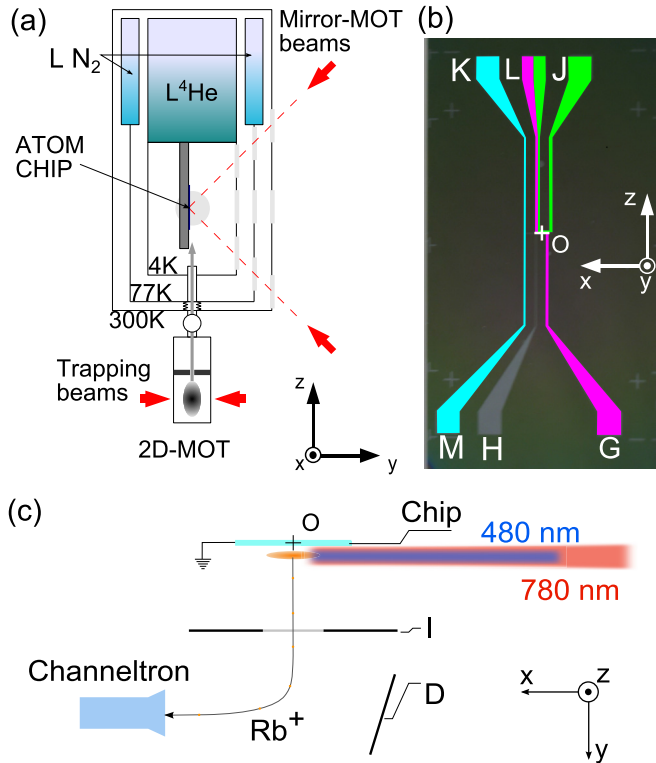 (a)
Mirror-MOT
beams
L N2
L⁴He
ATOM
CHIP
4K
77K
300K
Trapping
beams
2D-MOT
z
x
y
(b)
K
L
J
O
z
x
y
M
H
G
(c)
O
Chip
480 nm
780 nm
I
Channeltron
D
Rb⁺
x
z
y